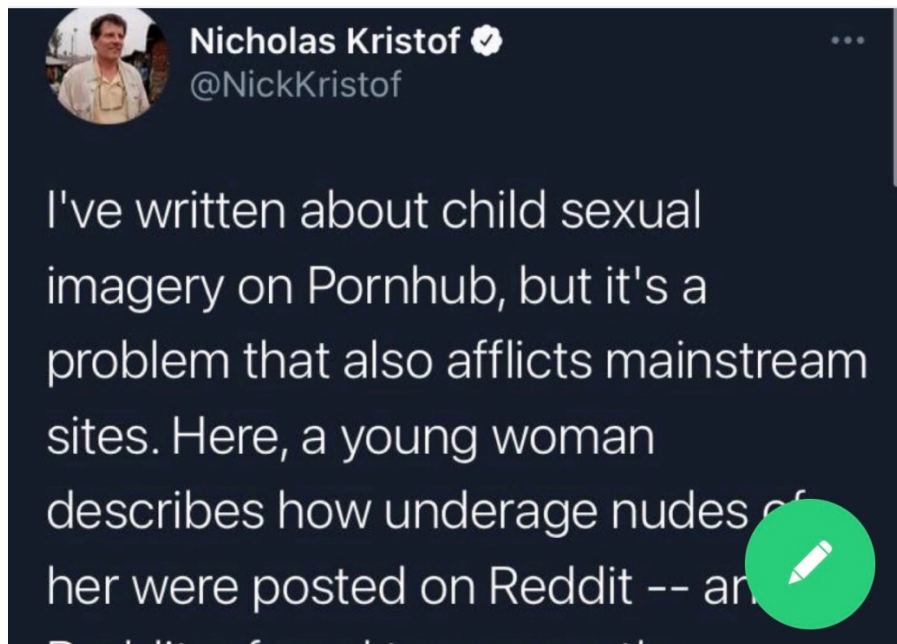 Nicholas Kristof
@NickKristof
I've written about child sexual
imagery on Pornhub, but it's a
problem that also afflicts mainstream
sites. Here, a young woman
describes how underage nudes of
her were posted on Reddit -- an